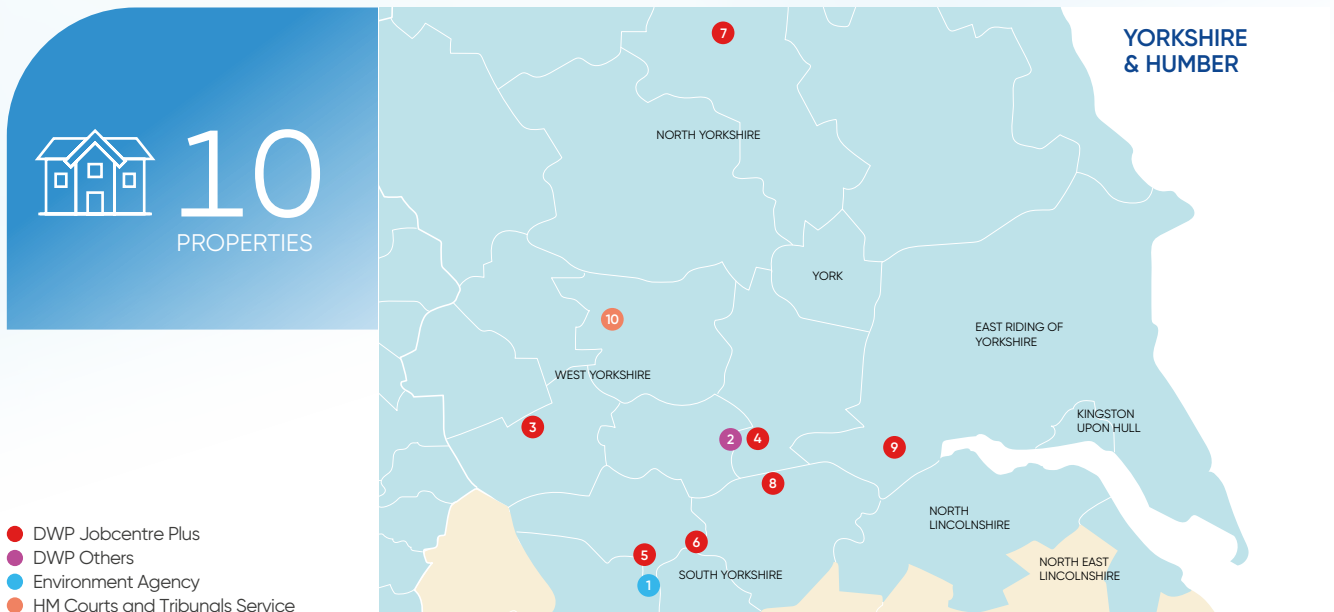 10
PROPERTIES
DWP Jobcentre Plus
DWP Others
Environment Agency
HM Courts and Tribunals Service
YORKSHIRE
& HUMBER
7
NORTH YORKSHIRE
YORK
10
EAST RIDING OF
YORKSHIRE
WEST YORKSHIRE
KINGSTON
UPON HULL
3
2
4
9
8
NORTH
LINCOLNSHIRE
6
5
NORTH EAST
LINCOLNSHIRE
SOUTH YORKSHIRE
1